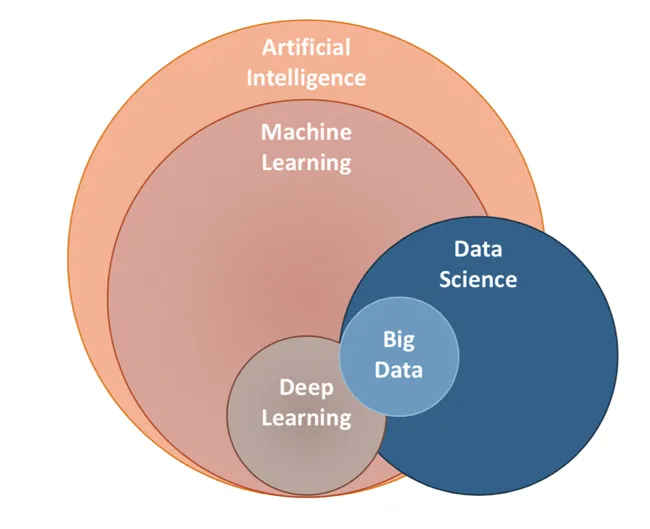 Artificial
Intelligence
Machine
Learning
Data
Science
Big
Data
Deep
Learning